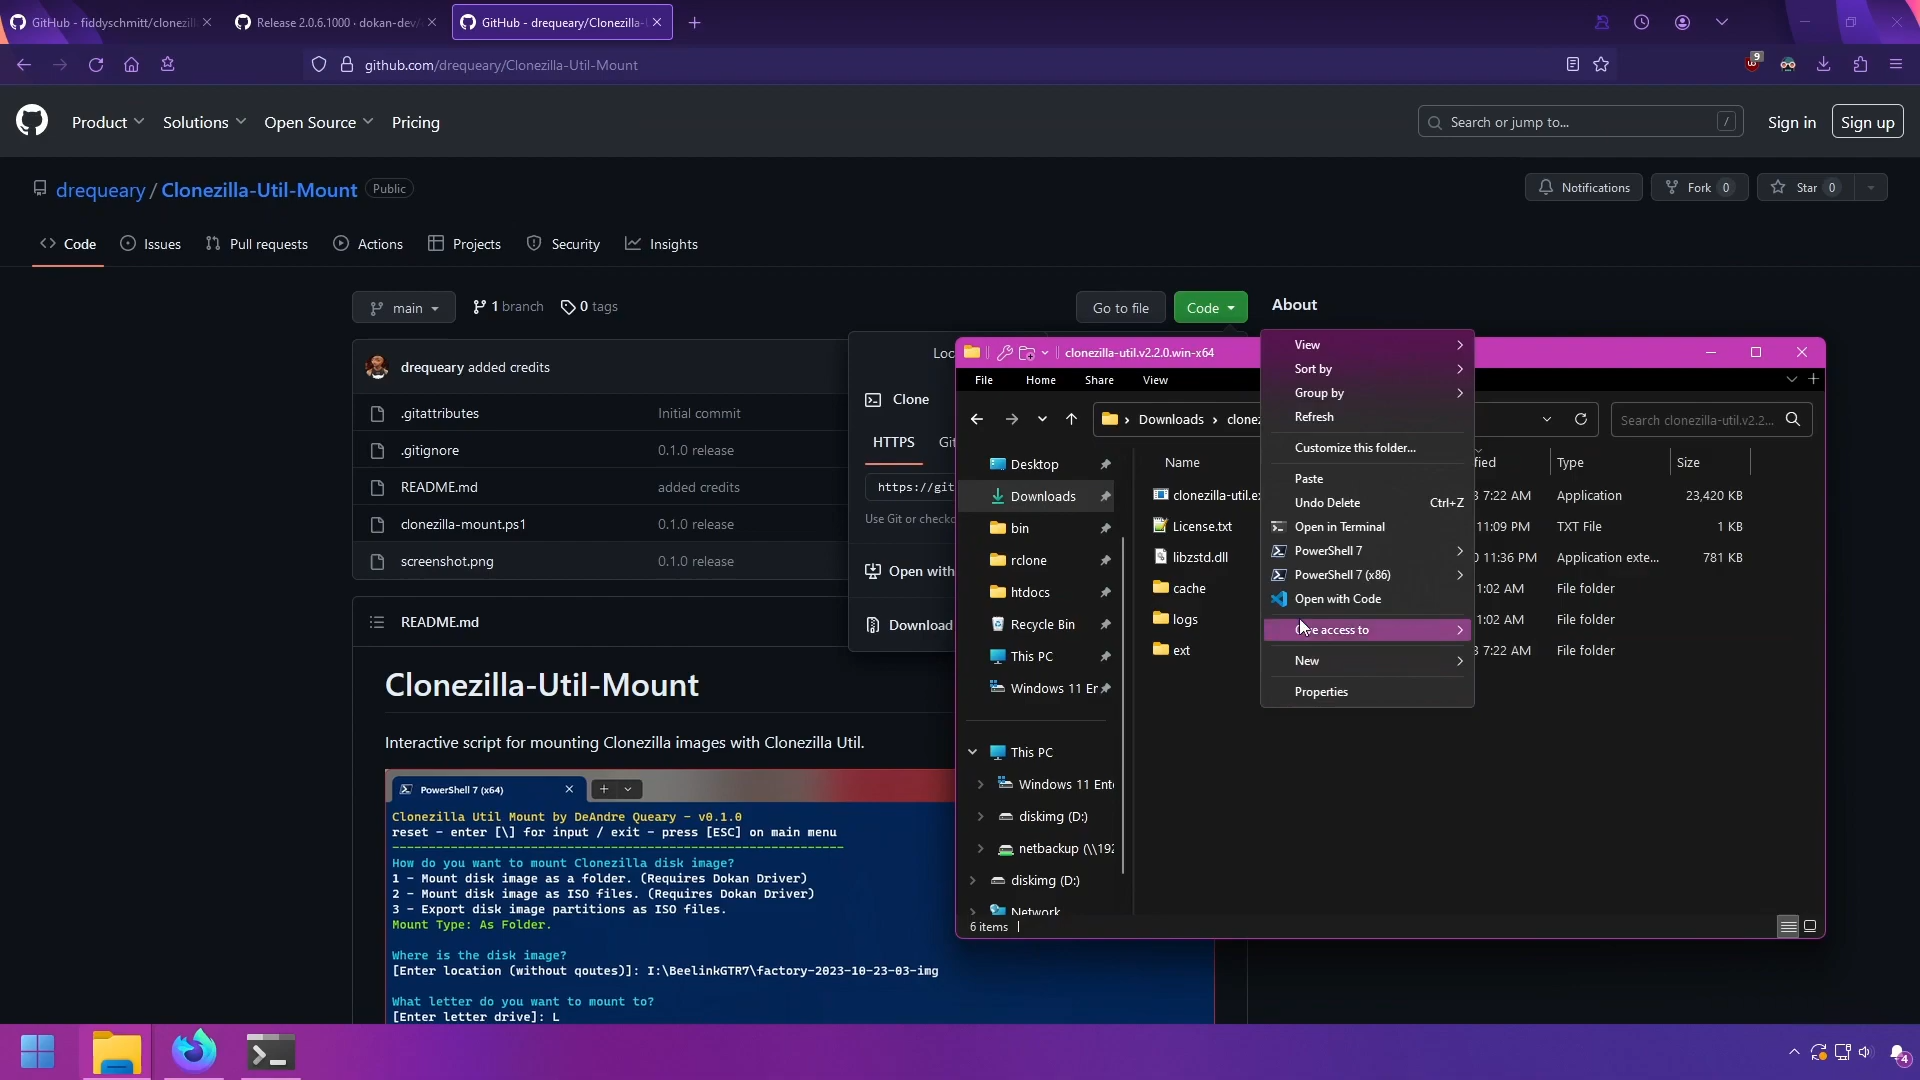 GitHub - fiddyschmitt/clonezil
Release 2.0.6.1000 · dokan-dev/
GitHub - drequeary/Clonezilla-
github.com/drequeary/Clonezilla-Util-Mount
9
Product
Solutions
Open Source
Pricing
Search or jump to...
/
Sign in
Sign up
drequeary / Clonezilla-Util-Mount
Public
Notifications
Fork 0
Star 0
Code
Issues
Pull requests
Actions
Projects
Security
Insights
main
1 branch
0 tags
Go to file
Code
About
drequeary added credits
.gitattributes
Initial commit
.gitignore
0.1.0 release
README.md
added credits
clonezilla-mount.ps1
0.1.0 release
screenshot.png
0.1.0 release
Loc
Clone
HTTPS
Git
https://git
Use Git or checko
Open with
Download
README.md
Clonezilla-Util-Mount
Interactive script for mounting Clonezilla images with Clonezilla Util.
PowerShell 7 (x64)
Clonezilla Util Mount by DeAndre Queary - v0.1.0
reset - enter [\] for input / exit - press [ESC] on main menu
How do you want to mount Clonezilla disk image?
1 - Mount disk image as a folder. (Requires Dokan Driver)
2 - Mount disk image as ISO files. (Requires Dokan Driver)
3 - Export disk image partitions as ISO files.
Mount Type: As Folder.
Where is the disk image?
[Enter location (without qoutes)]: I:\BeelinkGTR7\factory-2023-10-23-03-img
What letter do you want to mount to?
[Enter letter drive]: L
clonezilla-util.v2.2.0.win-x64
File
Home
Share
View
Downloads
clonez
Search clonezilla-util.v2.2...
Desktop
Downloads
bin
rclone
htdocs
Recycle Bin
This PC
Windows 11 Er
This PC
Windows 11 Ent
diskimg (D:)
netbackup (\\192
diskimg (D:)
Network
Name
fied
Type
Size
clonezilla-util.ex
3 7:22 AM
Application
23,420 KB
License.txt
11:09 PM
TXT File
1 KB
libzstd.dll
0 11:36 PM
Application exte...
781 KB
cache
1:02 AM
File folder
logs
1:02 AM
File folder
ext
3 7:22 AM
File folder
6 items
View
Sort by
Group by
Refresh
Customize this folder...
Paste
Undo Delete
Ctrl+Z
Open in Terminal
PowerShell 7
PowerShell 7 (x86)
Open with Code
access to
New
Properties
4